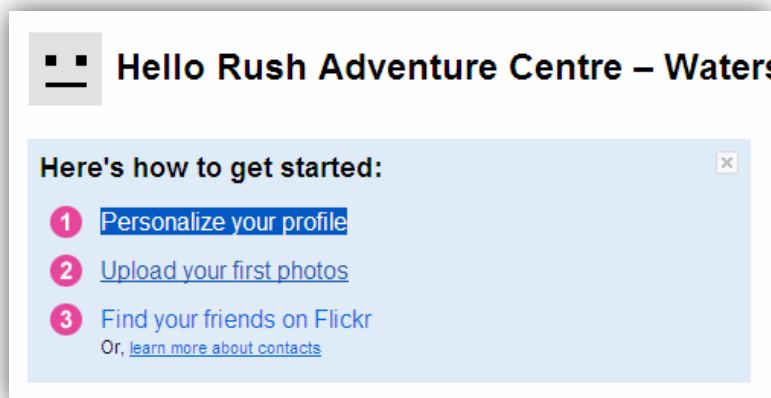 Hello Rush Adventure Centre – Waters
Here's how to get started:
1 Personalize your profile
2 Upload your first photos
3 Find your friends on Flickr
Or, learn more about contacts